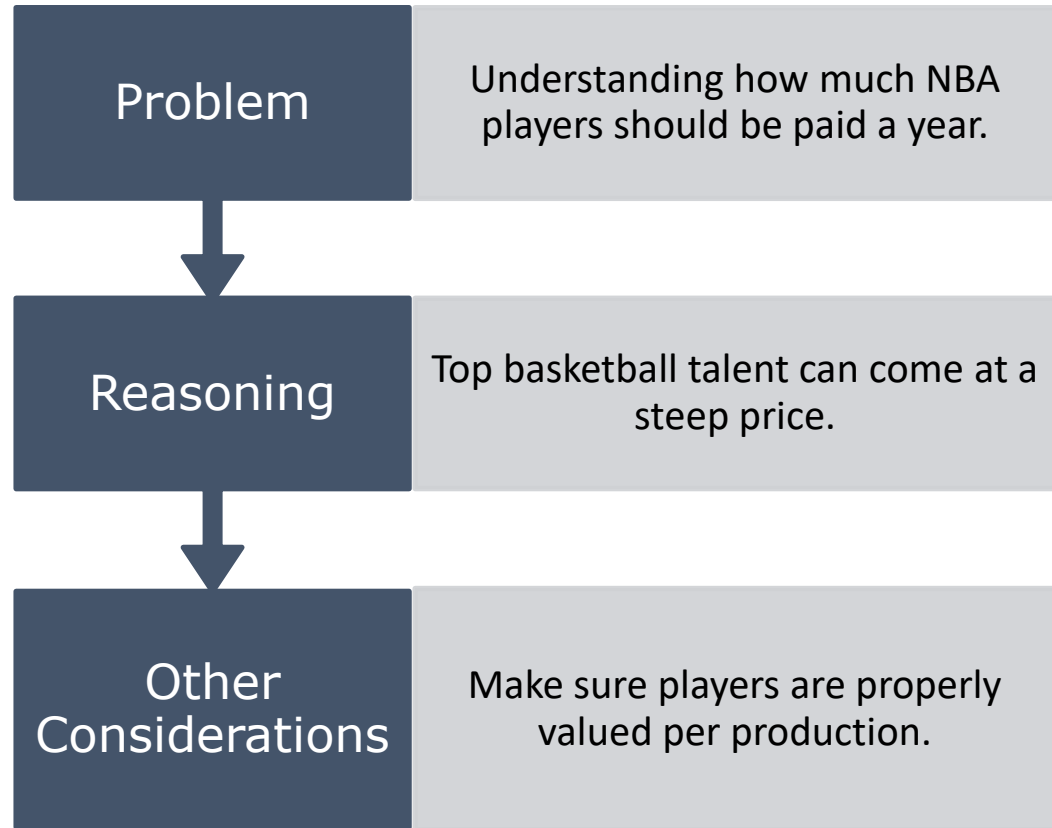 Problem
Understanding how much NBA
players should be paid a year.
Reasoning
Top basketball talent can come at a
steep price.
Other
Considerations
Make sure players are properly
valued per production.